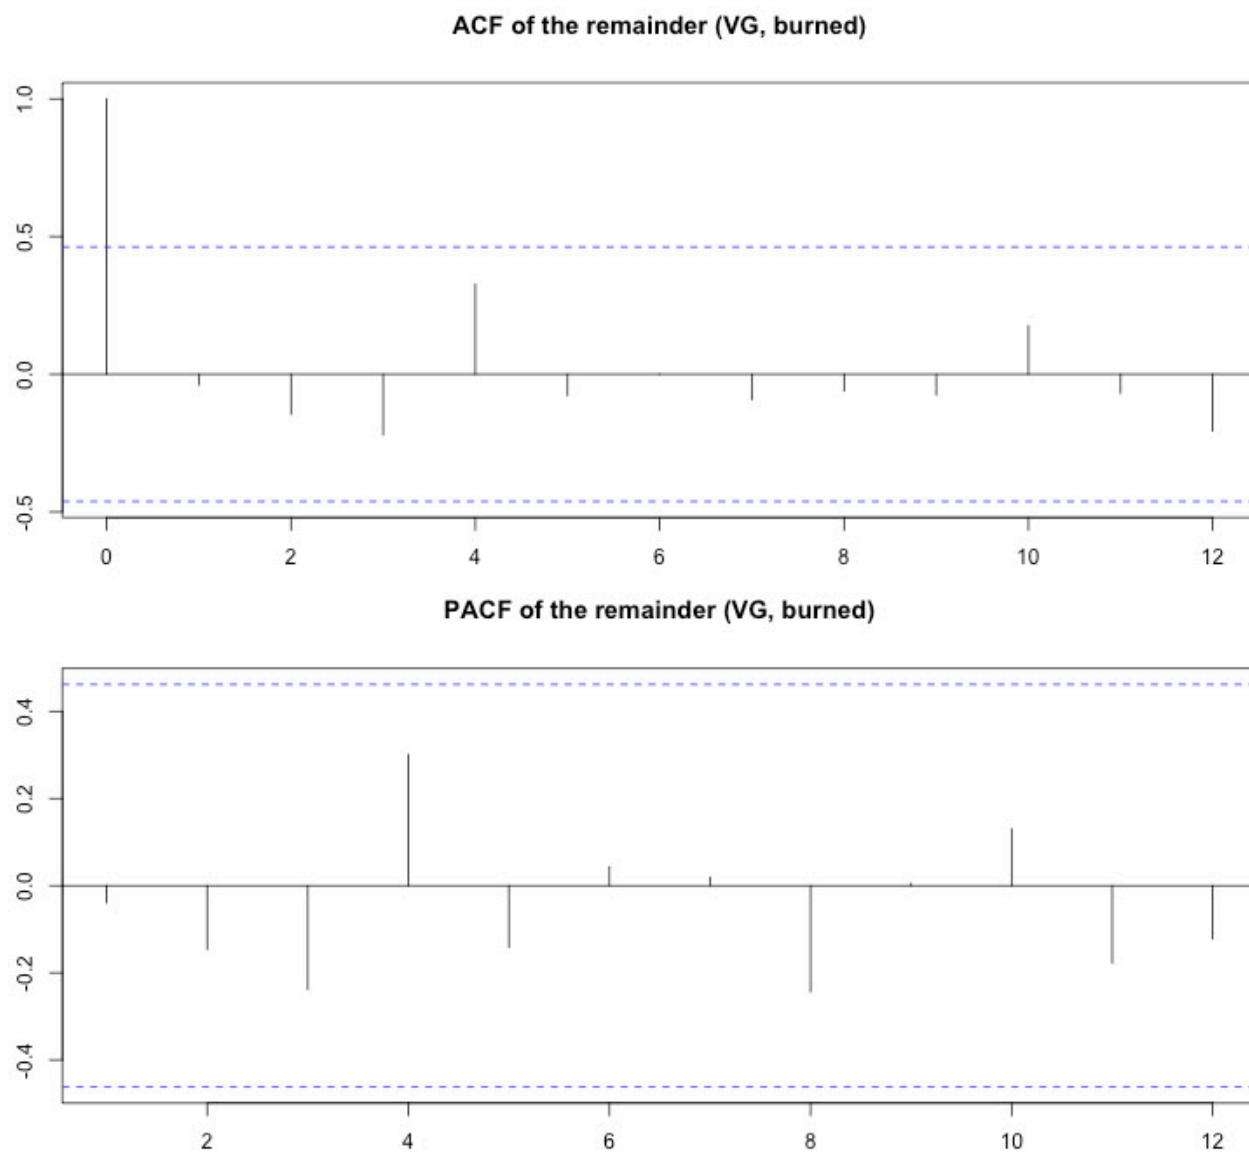 ACF of the remainder (VG, burned)
1.0
0.5
0.0
-0.5
0 2 4 6 8 10 12
PACF of the remainder (VG, burned)
0.4
0.2
0.0
-0.2
-0.4
2 4 6 8 10 12